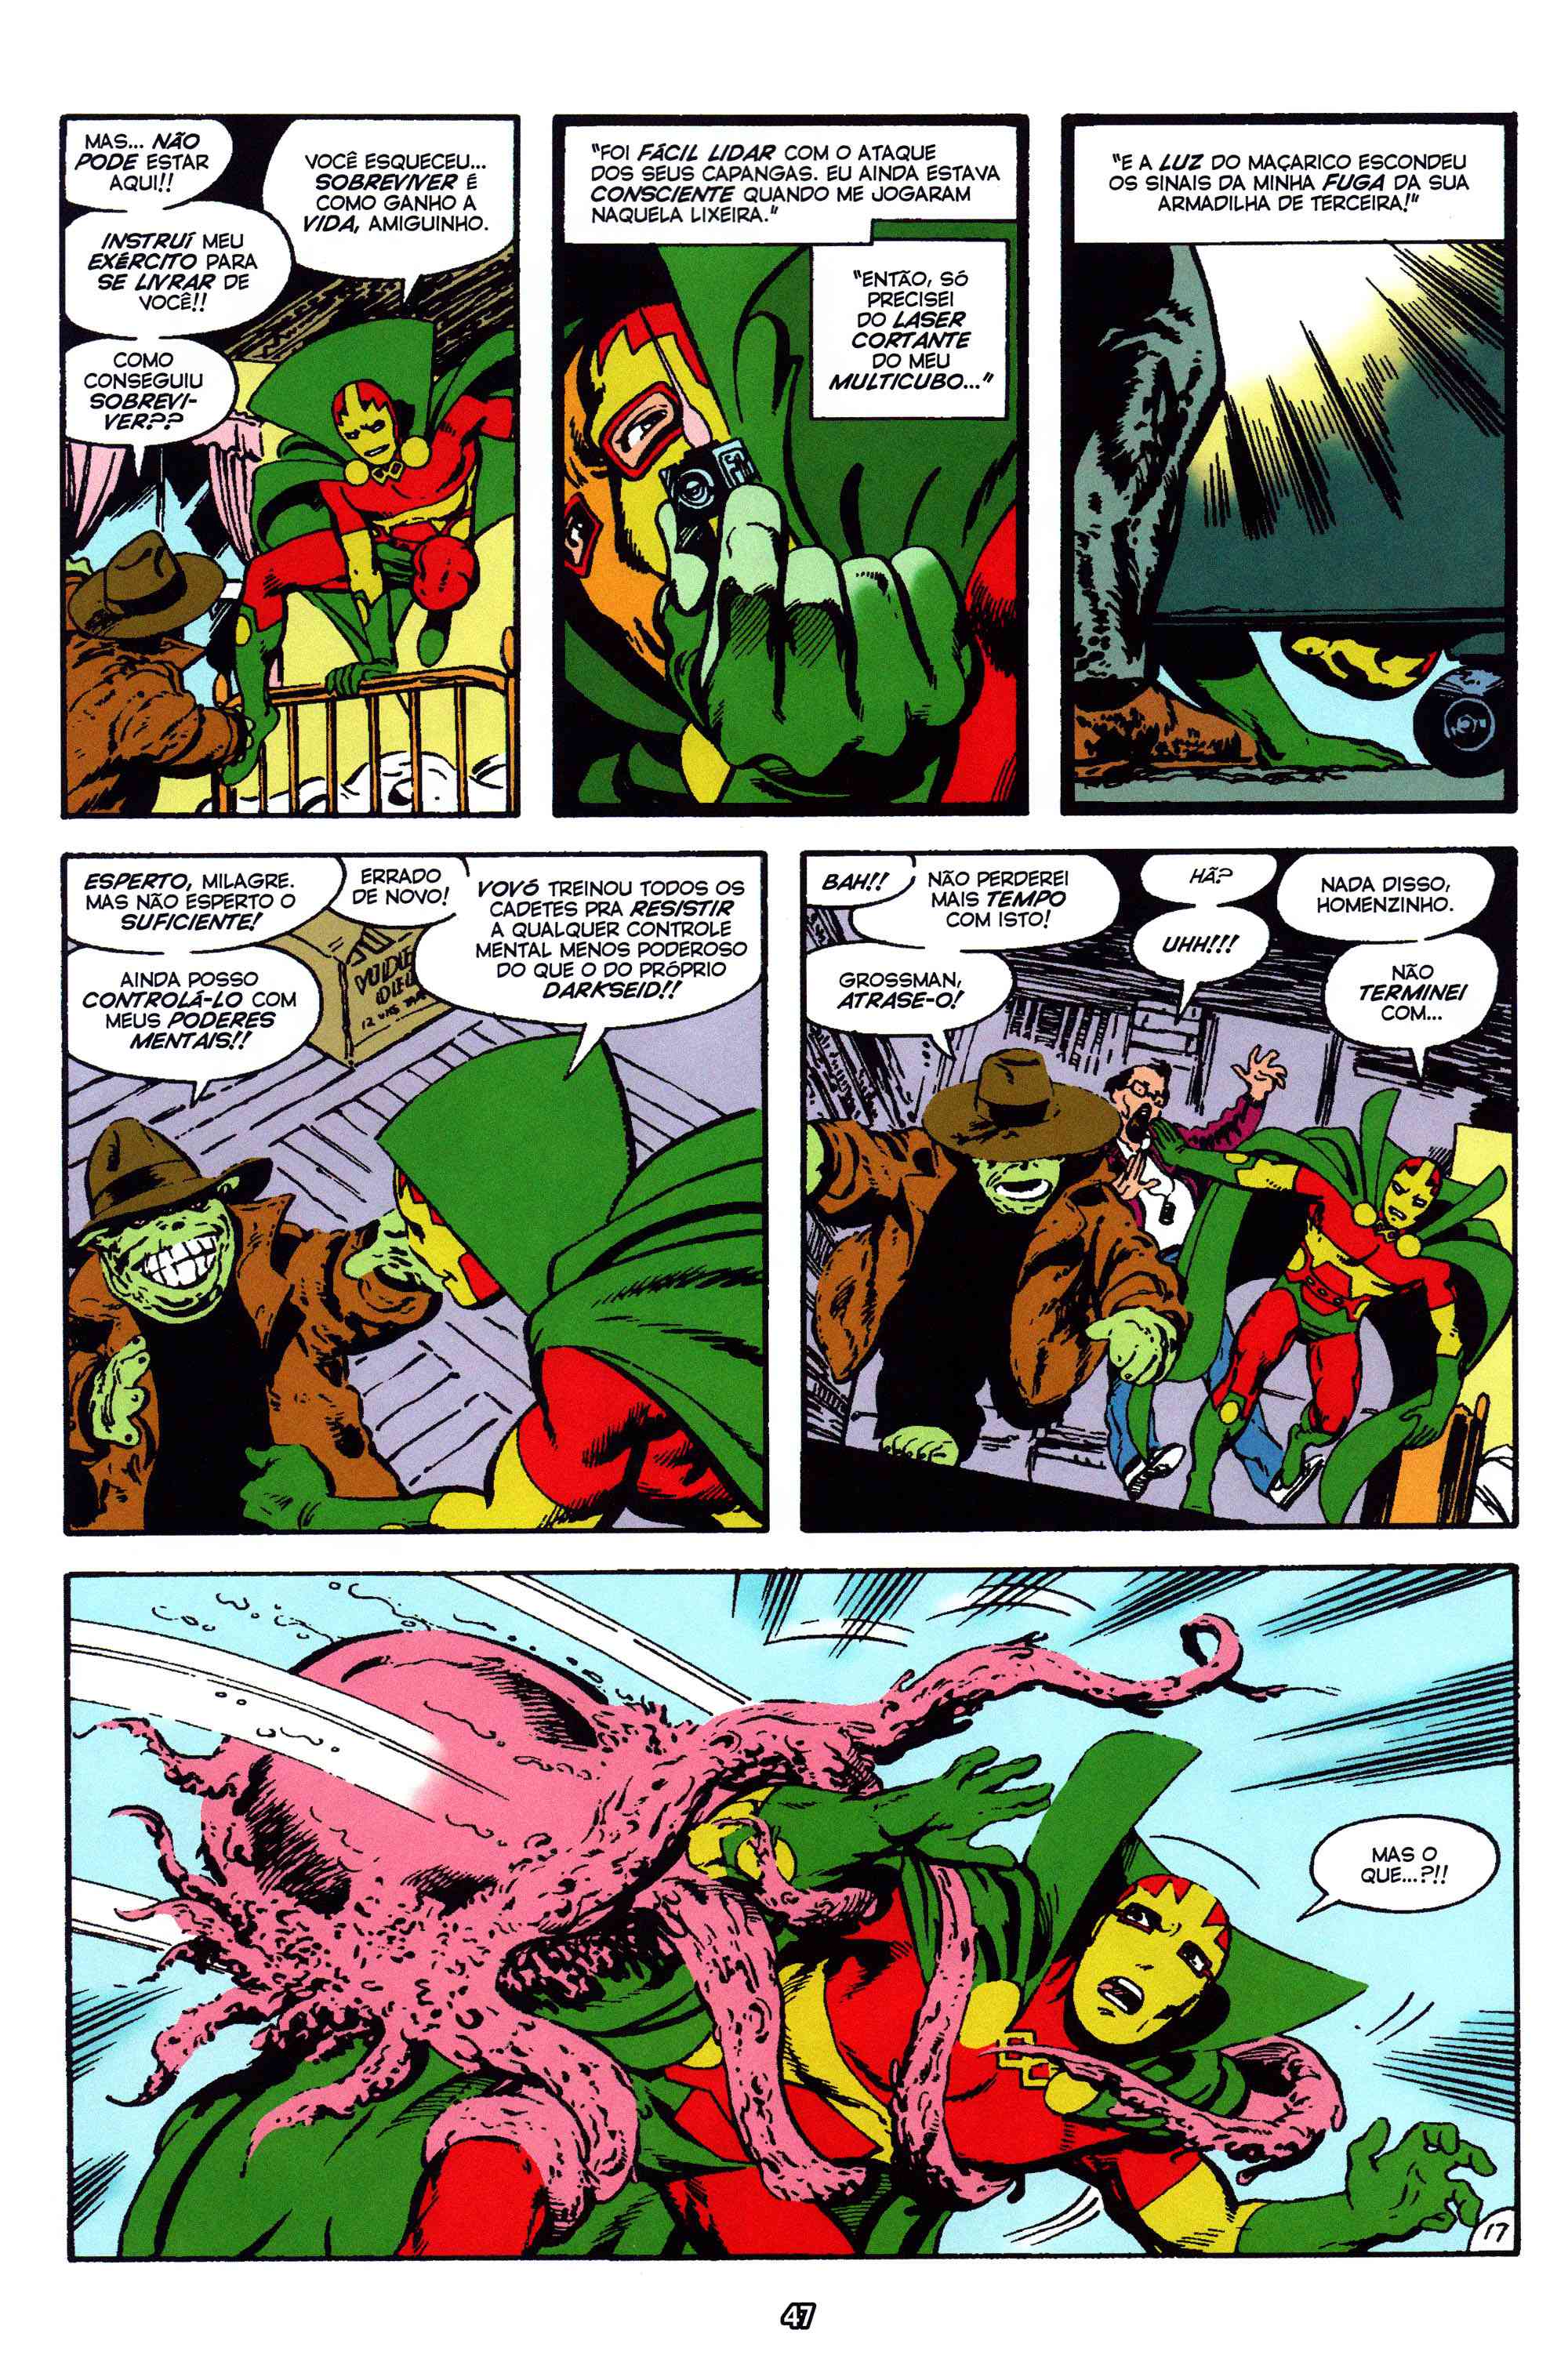 MAS... NÃO
PODE ESTAR
AQUI!!
VOCÊ ESQUECEU...
SOBREVIVER É
COMO GANHO A
VIDA, AMIGUINHO.
INSTRUÍ MEU
EXÉRCITO PARA
SE LIVRAR DE
VOCÊ!!
COMO
CONSEGUIU
SOBREVI-
VER??
"FOI FÁCIL LIDAR COM O ATAQUE
DOS SEUS CAPANGAS. EU AINDA ESTAVA
CONSCIENTE QUANDO ME JOGARAM
NAQUELA LIXEIRA."
"ENTÃO, SÓ
PRECISEI
DO LASER
CORTANTE
DO MEU
MULTICUBO..."
"E A LUZ DO MAÇARICO ESCONDEU
OS SINAIS DA MINHA FUGA DA SUA
ARMADILHA DE TERCEIRA!"
ESPERTO, MILAGRE.
MAS NÃO ESPERTO O
SUFICIENTE!
AINDA POSSO
CONTROLÁ-LO COM
MEUS PODERES
MENTAIS!!
ERRADO
DE NOVO!
VOVÓ TREINOU TODOS OS
CADETES PRA RESISTIR
A QUALQUER CONTROLE
MENTAL MENOS PODEROSO
DO QUE O DO PRÓPRIO
DARKSEID!!
BAH!!
NÃO PERDEREI
MAIS TEMPO
COM ISTO!
GROSSMAN,
ATRASE-O!
HÃ?
UHH!!!
NADA DISSO,
HOMENZINHO.
NÃO
TERMINEI
COM...
MAS O
QUE...?!!
17
47